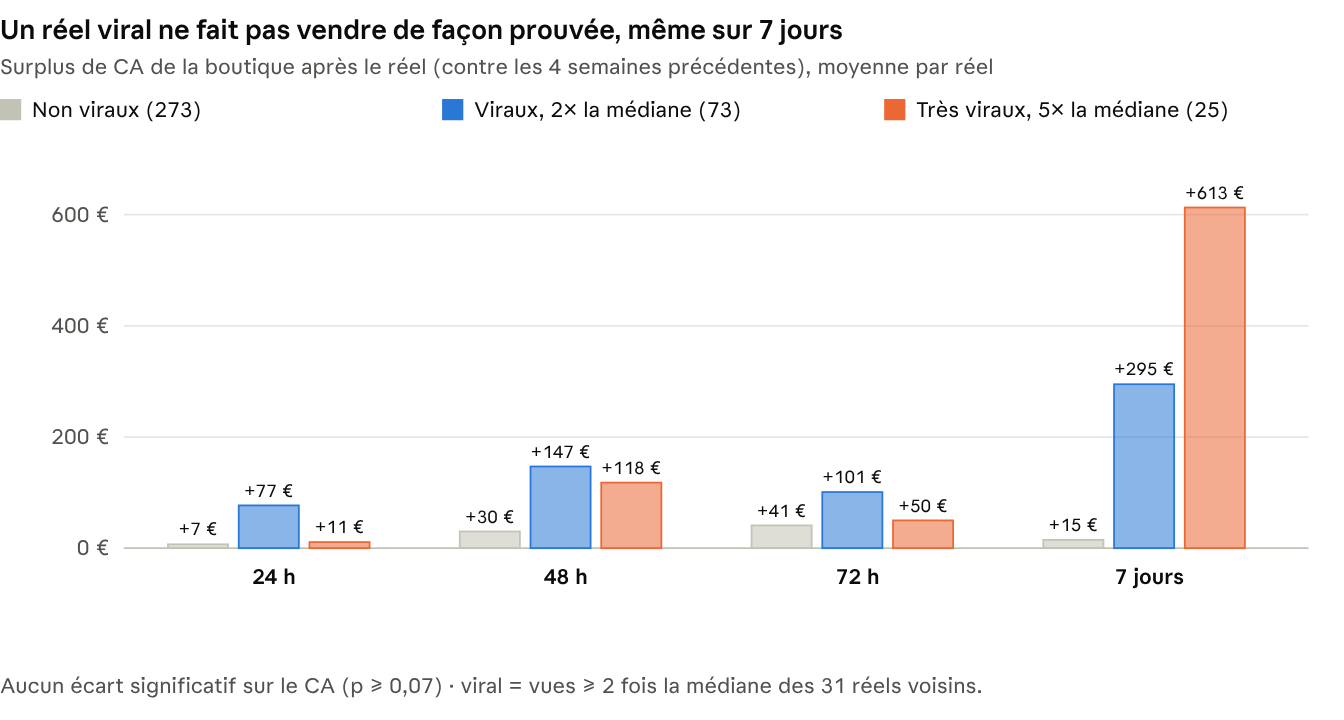 Un réel viral ne fait pas vendre de façon prouvée, même sur 7 jours
Surplus de CA de la boutique après le réel (contre les 4 semaines précédentes), moyenne par réel
Non viraux (273)
Viraux, 2× la médiane (73)
Très viraux, 5× la médiane (25)
600 €
400 €
200 €
0 €
+7 €
+77 €
+11 €
+30 €
+147 €
+118 €
+41 €
+101 €
+50 €
+15 €
+295 €
+613 €
24 h
48 h
72 h
7 jours
Aucun écart significatif sur le CA (p ⩾ 0,07) · viral = vues ⩾ 2 fois la médiane des 31 réels voisins.